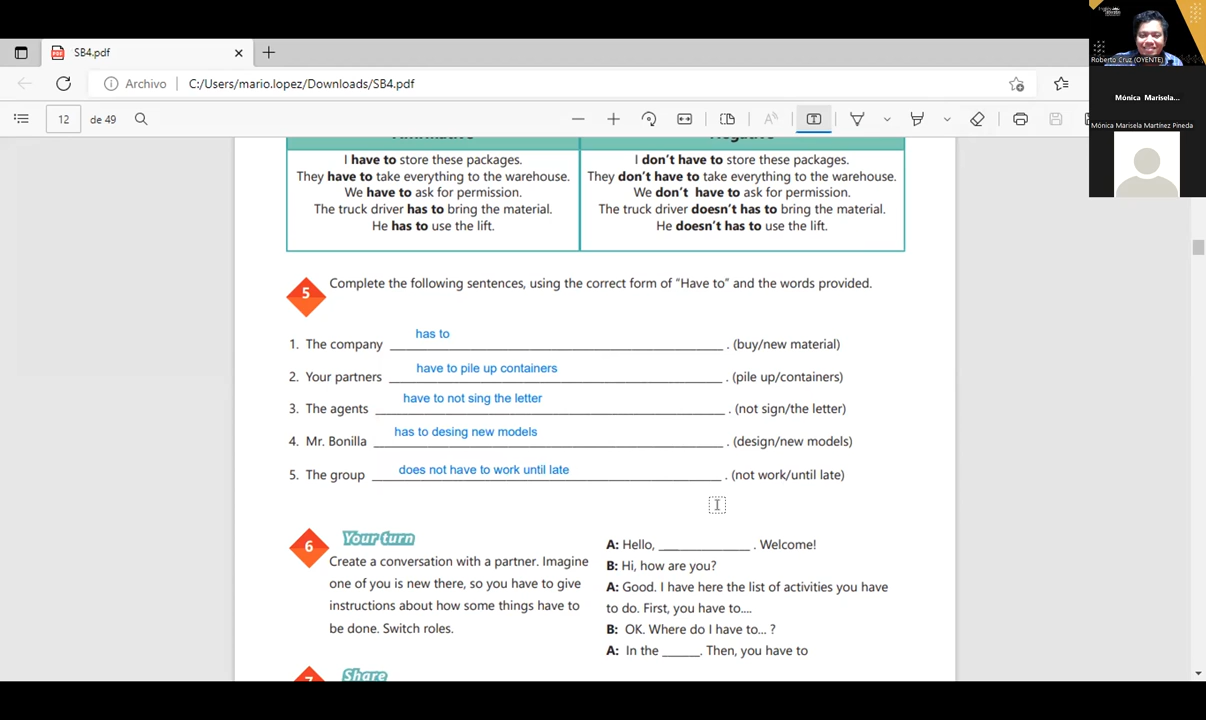 SB4.pdf
Archivo
C:/Users/mario.lopez/Downloads/SB4.pdf
12 de 49
Roberto Cruz (OYENTE)
Mónica Marisela...
Mónica Marisela Martínez Pineda
Affirmative
Negative
I have to store these packages.
They have to take everything to the warehouse.
We have to ask for permission.
The truck driver has to bring the material.
He has to use the lift.
I don't have to store these packages.
They don't have to take everything to the warehouse.
We don't have to ask for permission.
The truck driver doesn't has to bring the material.
He doesn't has to use the lift.
5
Complete the following sentences, using the correct form of "Have to" and the words provided.
1. The company has to . (buy/new material)
2. Your partners have to pile up containers . (pile up/containers)
3. The agents have to not sing the letter . (not sign/the letter)
4. Mr. Bonilla has to desing new models . (design/new models)
5. The group does not have to work until late . (not work/until late)
6
Your turn
Create a conversation with a partner. Imagine
one of you is new there, so you have to give
instructions about how some things have to
be done. Switch roles.
A: Hello, ______________ . Welcome!
B: Hi, how are you?
A: Good. I have here the list of activities you have
to do. First, you have to....
B: OK. Where do I have to... ?
A: In the ______. Then, you have to
7
Share